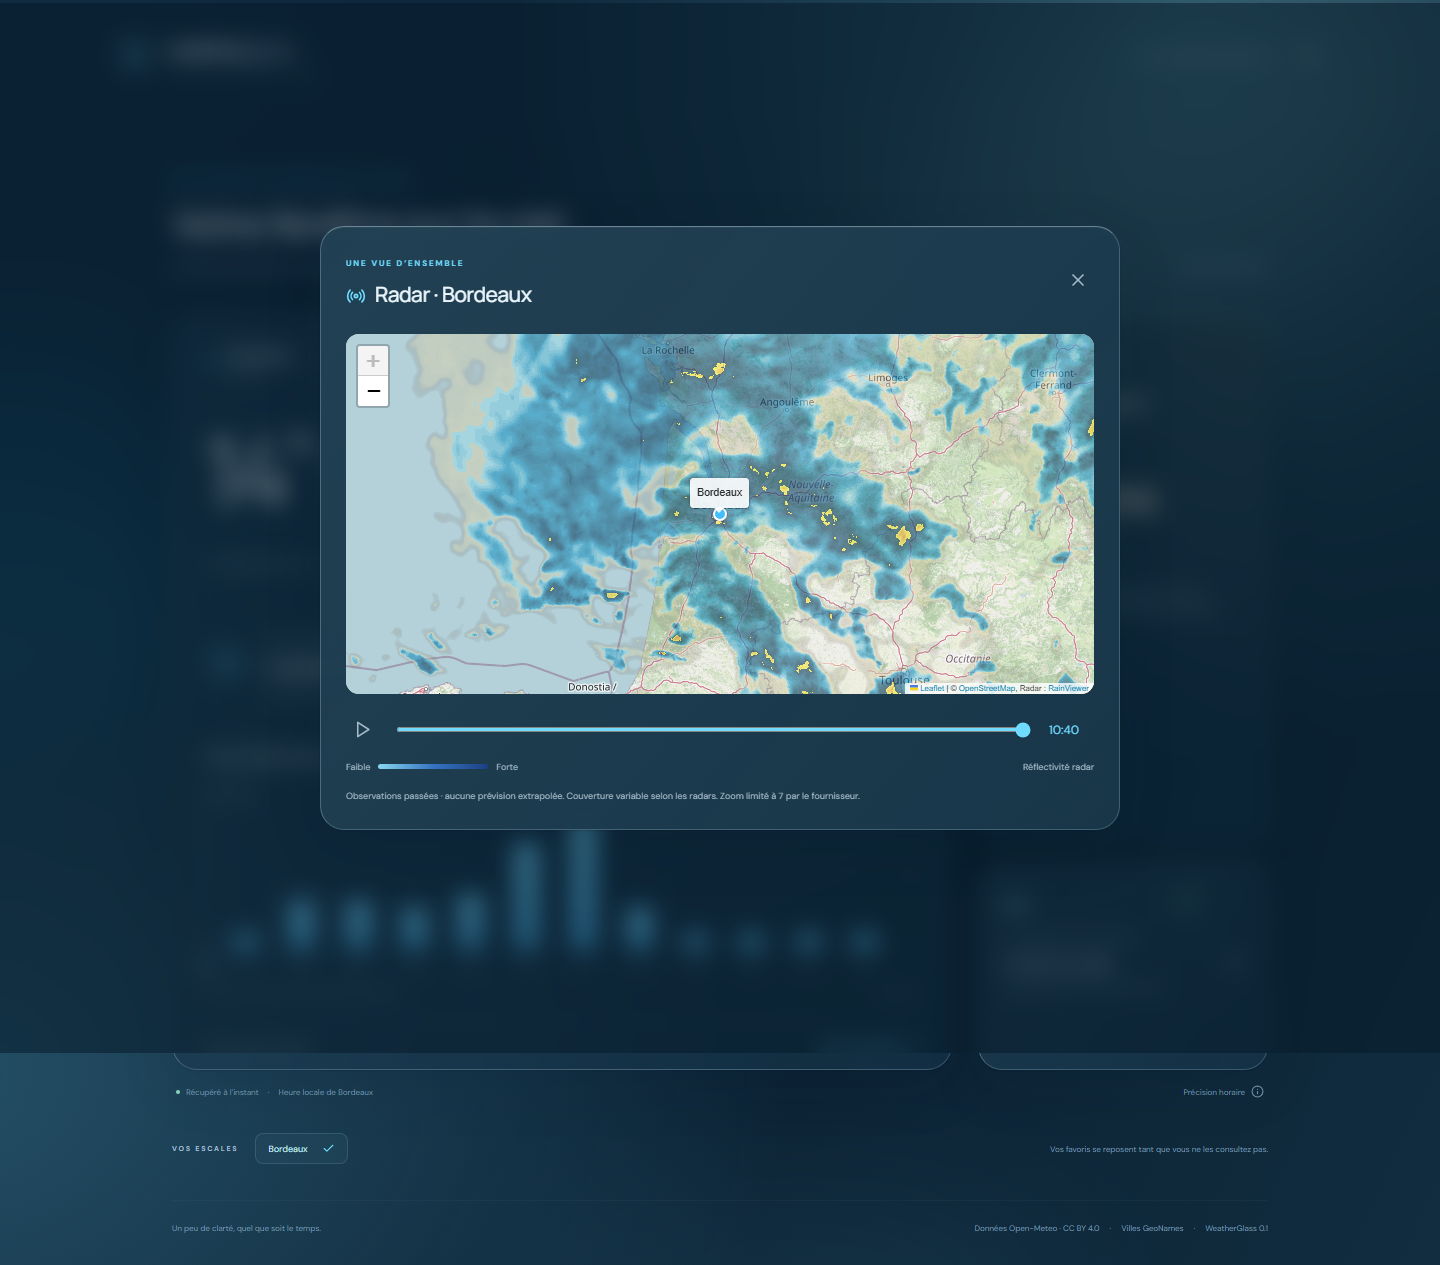 UNE VUE D'ENSEMBLE
Radar · Bordeaux
+
−
La Rochelle
Limoges
Clermont-
Ferrand
Angoulême
Bordeaux
Nouvelle-
Aquitaine
Occitanie
Toulouse
Donostia /
Leaflet | © OpenStreetMap, Radar : RainViewer
10:40
Faible
Forte
Réflectivité radar
Observations passées · aucune prévision extrapolée. Couverture variable selon les radars. Zoom limité à 7 par le fournisseur.
Récupéré à l'instant · Heure locale de Bordeaux
Précision horaire
VOS ESCALES
Bordeaux
Vos favoris se reposent tant que vous ne les consultez pas.
Un peu de clarté, quel que soit le temps.
Données Open-Meteo · CC BY 4.0 · Villes GeoNames · WeatherGlass 0.1